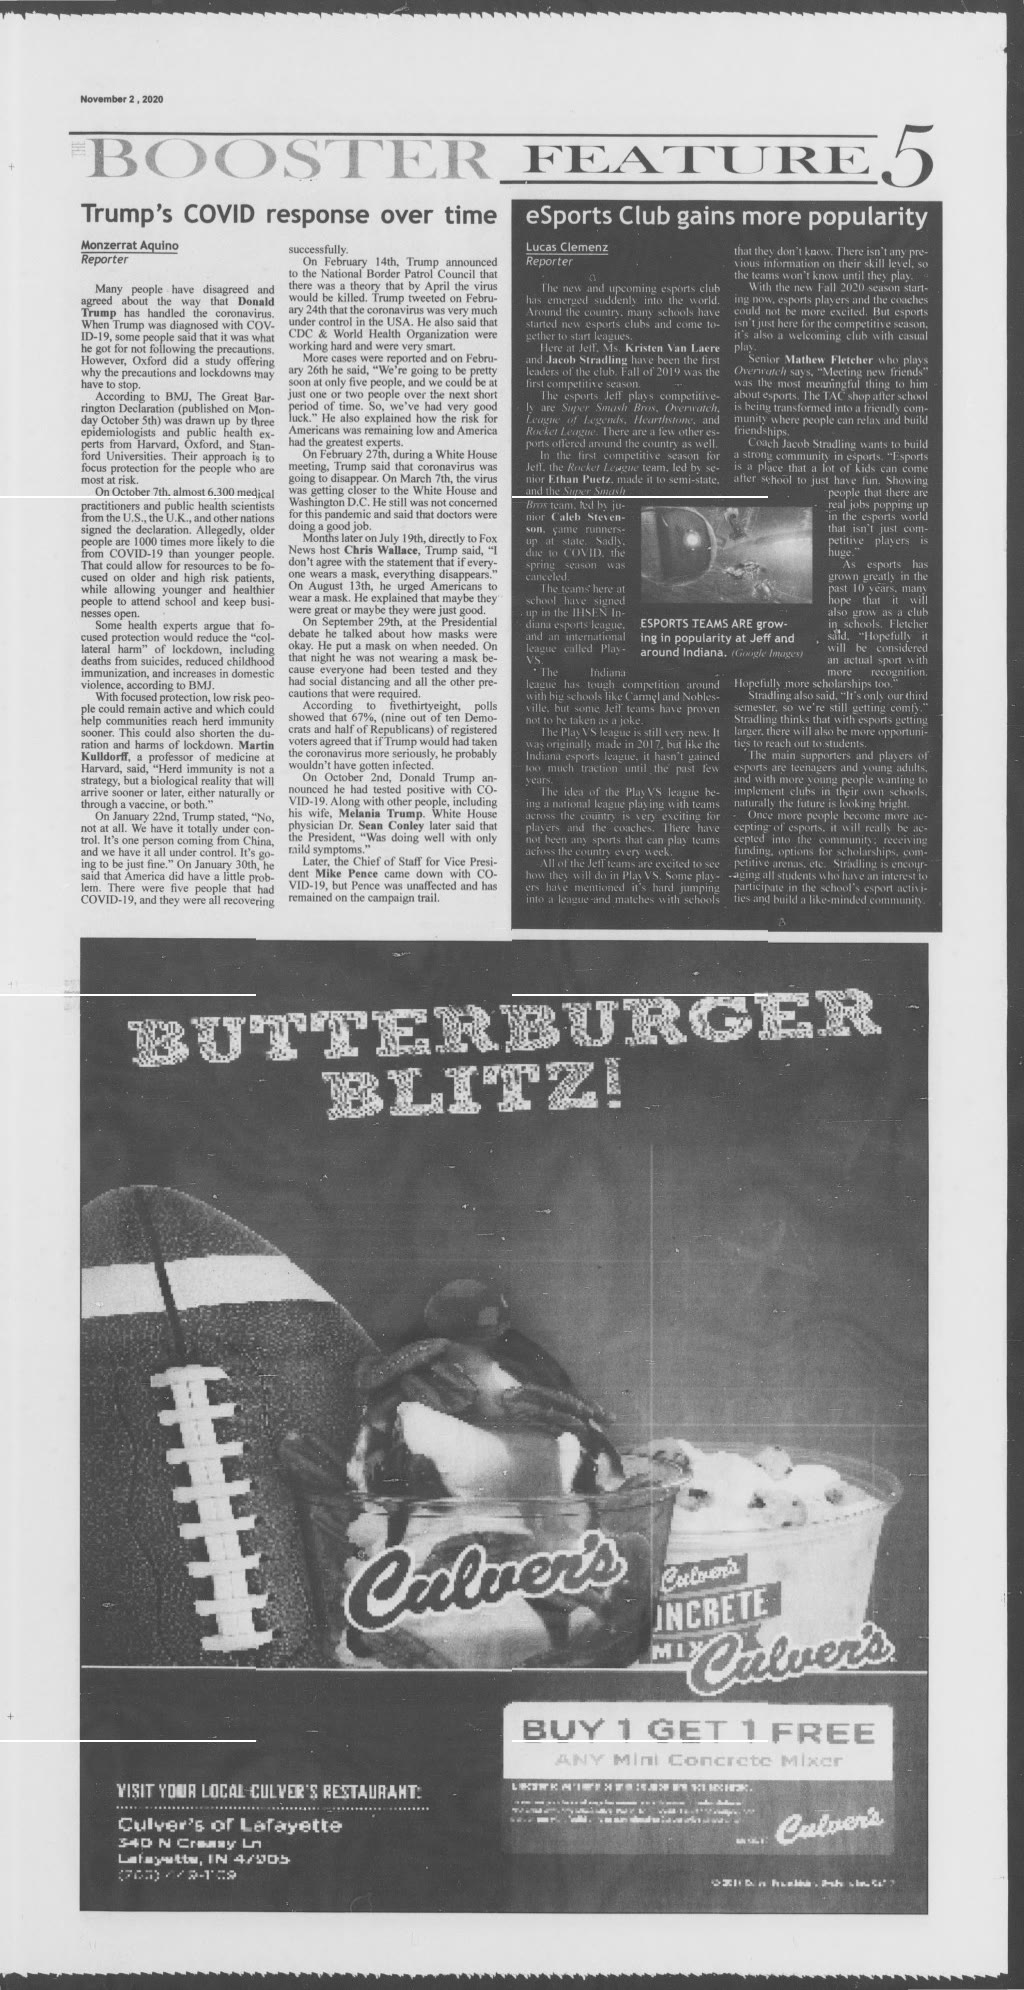 November 2, 2020
THE BOOSTER FEATURE 5
Trump's COVID response over time
Monzerrat Aquino
Reporter
Many people have disagreed and
agreed about the way that Donald
Trump has handled the coronavirus.
When Trump was diagnosed with COV-
ID-19, some people said that it was what
he got for not following the precautions.
However, Oxford did a study offering
why the precautions and lockdowns may
have to stop.
According to BMJ, The Great Bar-
rington Declaration (published on Mon-
day October 5th) was drawn up by three
epidemiologists and public health ex-
perts from Harvard, Oxford, and Stan-
ford Universities. Their approach is to
focus protection for the people who are
most at risk.
On October 7th, almost 6,300 medical
practitioners and public health scientists
from the U.S., the U.K., and other nations
signed the declaration. Allegedly, older
people are 1000 times more likely to die
from COVID-19 than younger people.
That could allow for resources to be fo-
cused on older and high risk patients,
while allowing younger and healthier
people to attend school and keep busi-
nesses open.
Some health experts argue that fo-
cused protection would reduce the "col-
lateral harm" of lockdown, including
deaths from suicides, reduced childhood
immunization, and increases in domestic
violence, according to BMJ.
With focused protection, low risk peo-
ple could remain active and which could
help communities reach herd immunity
sooner. This could also shorten the du-
ration and harms of lockdown. Martin
Kulldorff, a professor of medicine at
Harvard, said, "Herd immunity is not a
strategy, but a biological reality that will
arrive sooner or later, either naturally or
through a vaccine, or both."
On January 22nd, Trump stated, "No,
not at all. We have it totally under con-
trol. It's one person coming from China,
and we have it all under control. It's go-
ing to be just fine." On January 30th, he
said that America did have a little prob-
lem. There were five people that had
COVID-19, and they were all recovering
successfully.
On February 14th, Trump announced
to the National Border Patrol Council that
there was a theory that by April the virus
would be killed. Trump tweeted on Febru-
ary 24th that the coronavirus was very much
under control in the USA. He also said that
CDC & World Health Organization were
working hard and were very smart.
More cases were reported and on Febru-
ary 26th he said, "We're going to be pretty
soon at only five people, and we could be at
just one or two people over the next short
period of time. So, we've had very good
luck." He also explained how the risk for
Americans was remaining low and America
had the greatest experts.
On February 27th, during a White House
meeting, Trump said that coronavirus was
going to disappear. On March 7th, the virus
was getting closer to the White House and
Washington D.C. He still was not concerned
for this pandemic and said that doctors were
doing a good job.
Months later on July 19th, directly to Fox
News host Chris Wallace, Trump said, "I
don't agree with the statement that if every-
one wears a mask, everything disappears."
On August 13th, he urged Americans to
wear a mask. He explained that maybe they
were great or maybe they were just good.
On September 29th, at the Presidential
debate he talked about how masks were
okay. He put a mask on when needed. On
that night he was not wearing a mask be-
cause everyone had been tested and they
had social distancing and all the other pre-
cautions that were required.
According to fivethirtyeight, polls
showed that 67%, (nine out of ten Demo-
crats and half of Republicans) of registered
voters agreed that if Trump would had taken
the coronavirus more seriously, he probably
wouldn't have gotten infected.
On October 2nd, Donald Trump an-
nounced he had tested positive with CO-
VID-19. Along with other people, including
his wife, Melania Trump. White House
physician Dr. Sean Conley later said that
the President, "Was doing well with only
mild symptoms."
Later, the Chief of Staff for Vice Presi-
dent Mike Pence came down with CO-
VID-19, but Pence was unaffected and has
remained on the campaign trail.
eSports Club gains more popularity
Lucas Clemenz
Reporter
The new and upcoming esports club
has emerged suddenly into the world.
Around the country, many schools have
started new esports clubs and come to-
gether to start leagues.
Here at Jeff, Ms. Kristen Van Laere
and Jacob Stradling have been the first
leaders of the club. Fall of 2019 was the
first competitive season.
The esports Jeff plays competitive-
ly are Super Smash Bros, Overwatch,
League of Legends, Hearthstone, and
Rocket League. There are a few other es-
ports offered around the country as well.
In the first competitive season for
Jeff, the Rocket League team, led by se-
nior Ethan Puetz, made it to semi-state,
and the Super Smash
Bros team, led by ju-
nior Caleb Steven-
son, came runners-
up at state. Sadly,
due to COVID, the
spring season was
canceled.
The teams here at
school have signed
up in the IHSEN In-
diana esports league,
and an international
league called Play-
VS.
The Indiana
league has tough competition around
with big schools like Carmel and Nobles-
ville, but some Jeff teams have proven
not to be taken as a joke.
The PlayVS league is still very new. It
was originally made in 2017, but like the
Indiana esports league, it hasn't gained
too much traction until the past few
years.
The idea of the PlayVS league be-
ing a national league playing with teams
across the country is very exciting for
players and the coaches. There have
not been any sports that can play teams
across the country every week.
All of the Jeff teams are excited to see
how they will do in PlayVS. Some play-
ers have mentioned it's hard jumping
into a league and matches with schools
that they don't know. There isn't any pre-
vious information on their skill level, so
the teams won't know until they play.
With the new Fall 2020 season start-
ing now, esports players and the coaches
could not be more excited. But esports
isn't just here for the competitive season,
it's also a welcoming club with casual
play.
Senior Mathew Fletcher who plays
Overwatch says, "Meeting new friends"
was the most meaningful thing to him
about esports. The TAC shop after school
is being transformed into a friendly com-
munity where people can relax and build
friendships.
Coach Jacob Stradling wants to build
a strong community in esports. "Esports
is a place that a lot of kids can come
after school to just have fun. Showing
people that there are
real jobs popping up
in the esports world
that isn't just com-
petitive players is
huge."
As esports has
grown greatly in the
past 10 years, many
hope that it will
also grow as a club
in schools. Fletcher
said, "Hopefully it
will be considered
an actual sport with
more recognition.
Hopefully more scholarships too."
Stradling also said, "It's only our third
semester, so we're still getting comfy."
Stradling thinks that with esports getting
larger, there will also be more opportuni-
ties to reach out to students.
The main supporters and players of
esports are teenagers and young adults,
and with more young people wanting to
implement clubs in their own schools,
naturally the future is looking bright.
Once more people become more ac-
cepting of esports, it will really be ac-
cepted into the community; receiving
funding, options for scholarships, com-
petitive arenas, etc. Stradling is encour-
aging all students who have an interest to
participate in the school's esport activi-
ties and build a like-minded community.
ESPORTS TEAMS ARE grow-
ing in popularity at Jeff and
around Indiana. (Google Images)
BUTTERBURGER
BLITZ!
Culver's
Culver's
NCRETE
MIX
Culver's
BUY 1 GET 1 FREE
ANY Mini Concrete Mixer
Culver's
VISIT YOUR LOCAL CULVER'S RESTAURANT:
Culver's of Lafayette
340 N Creasy Ln
Lafayette, IN 47905